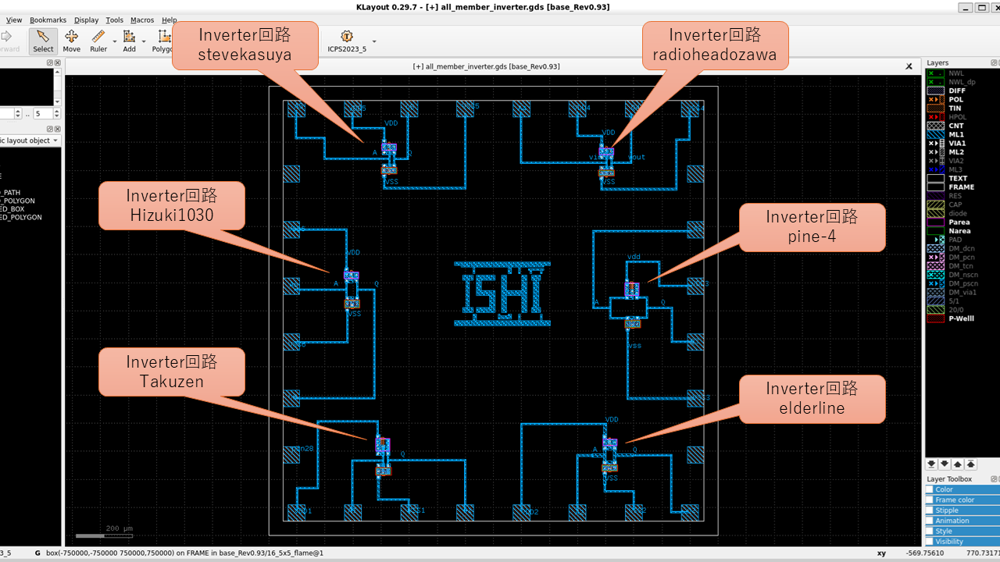 KLayout 0.29.7 - [+] all_member_inverter.gds [base_Rev0.93]
View Bookmarks Display Tools Macros Help
Select Move Ruler Add ICPS2023_5
[+] all_member_inverter.gds [base_Rev0.93]
Inverter回路
stevekasuya
Inverter回路
radioheadozawa
Inverter回路
Hizuki1030
Inverter回路
pine-4
Inverter回路
Takuzen
Inverter回路
elderline
.. 5
ic layout object
E
D_PATH
D_POLYGON
ED_BOX
ED_POLYGON
VDD
A
VSS
VDD
vout
VSS
VDD
A Q
VSS
ISHI
vdd
A Q
vss
Q
VDD
A Q
VSS
200 µm
Layers
NWL
NWL_dp
DIFF
POL
TIN
HPOL
CNT
ML1
VIA1
ML2
VIA2
ML3
TEXT
FRAME
RES
CAP
diode
Parea
Narea
PAD
DM_dcn
DM_pcn
DM_tcn
DM_nscn
DM_pscn
DM_via1
5/1
20/0
P-Welll
Layer Toolbox
Color
Frame color
Stipple
Animation
Style
Visibility
3_5 G box(-750000,-750000 750000,750000) on FRAME in base_Rev0.93/16_5x5_flame@1 xy -569.75610 770.73171